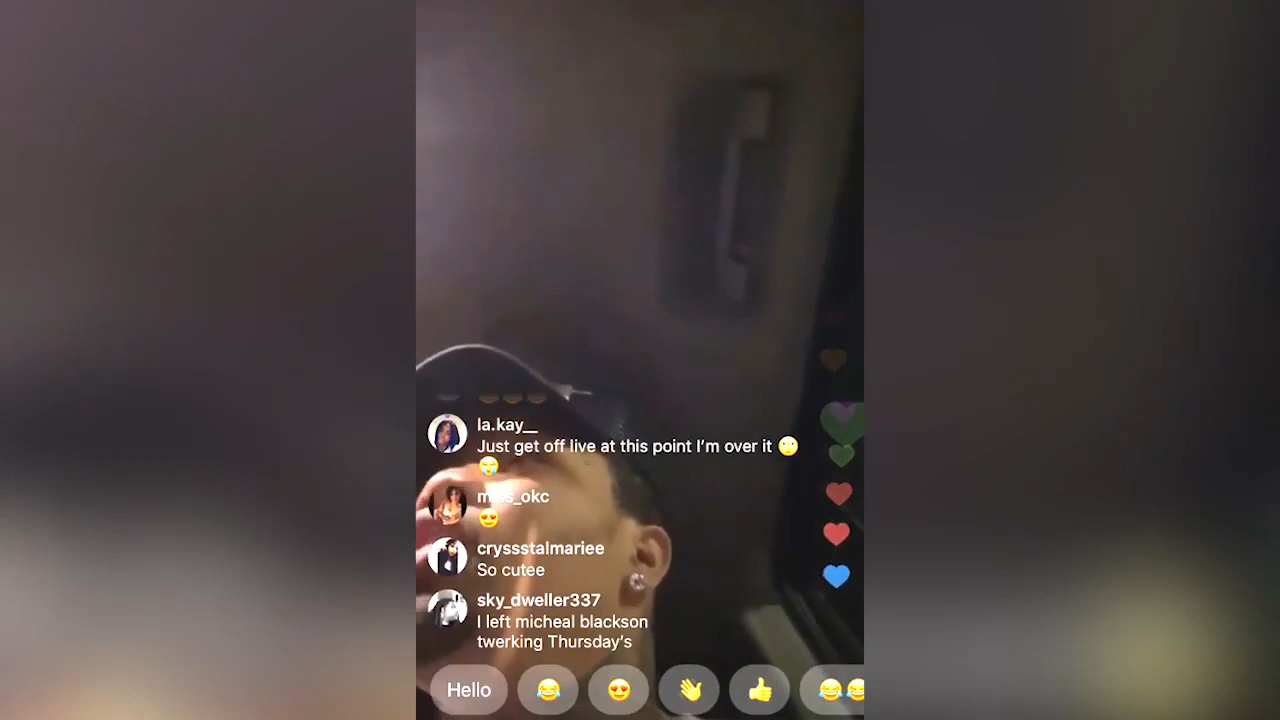 la.kay__
Just get off live at this point I'm over it 🙄
😭
cryssstalmariee
So cutee
sky_dweller337
I left micheal blackson
twerking Thursday's
Hello